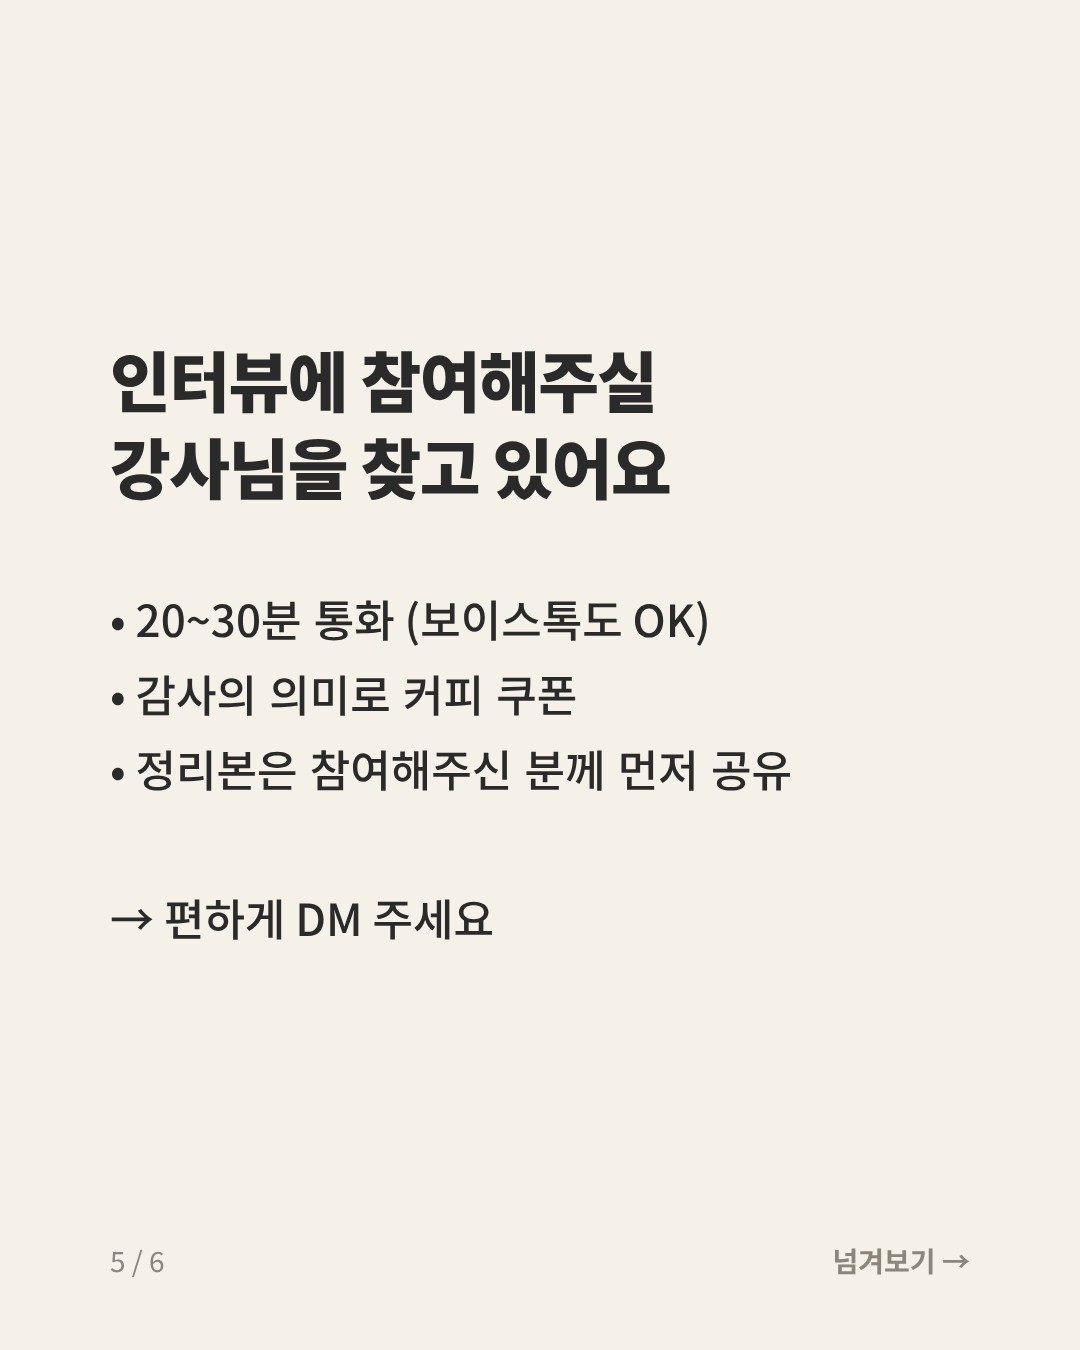 인터뷰에 참여해주실
강사님을 찾고 있어요
• 20~30분 통화 (보이스톡도 OK)
• 감사의 의미로 커피 쿠폰
• 정리본은 참여해주신 분께 먼저 공유
→ 편하게 DM 주세요
5 / 6
넘겨보기 →